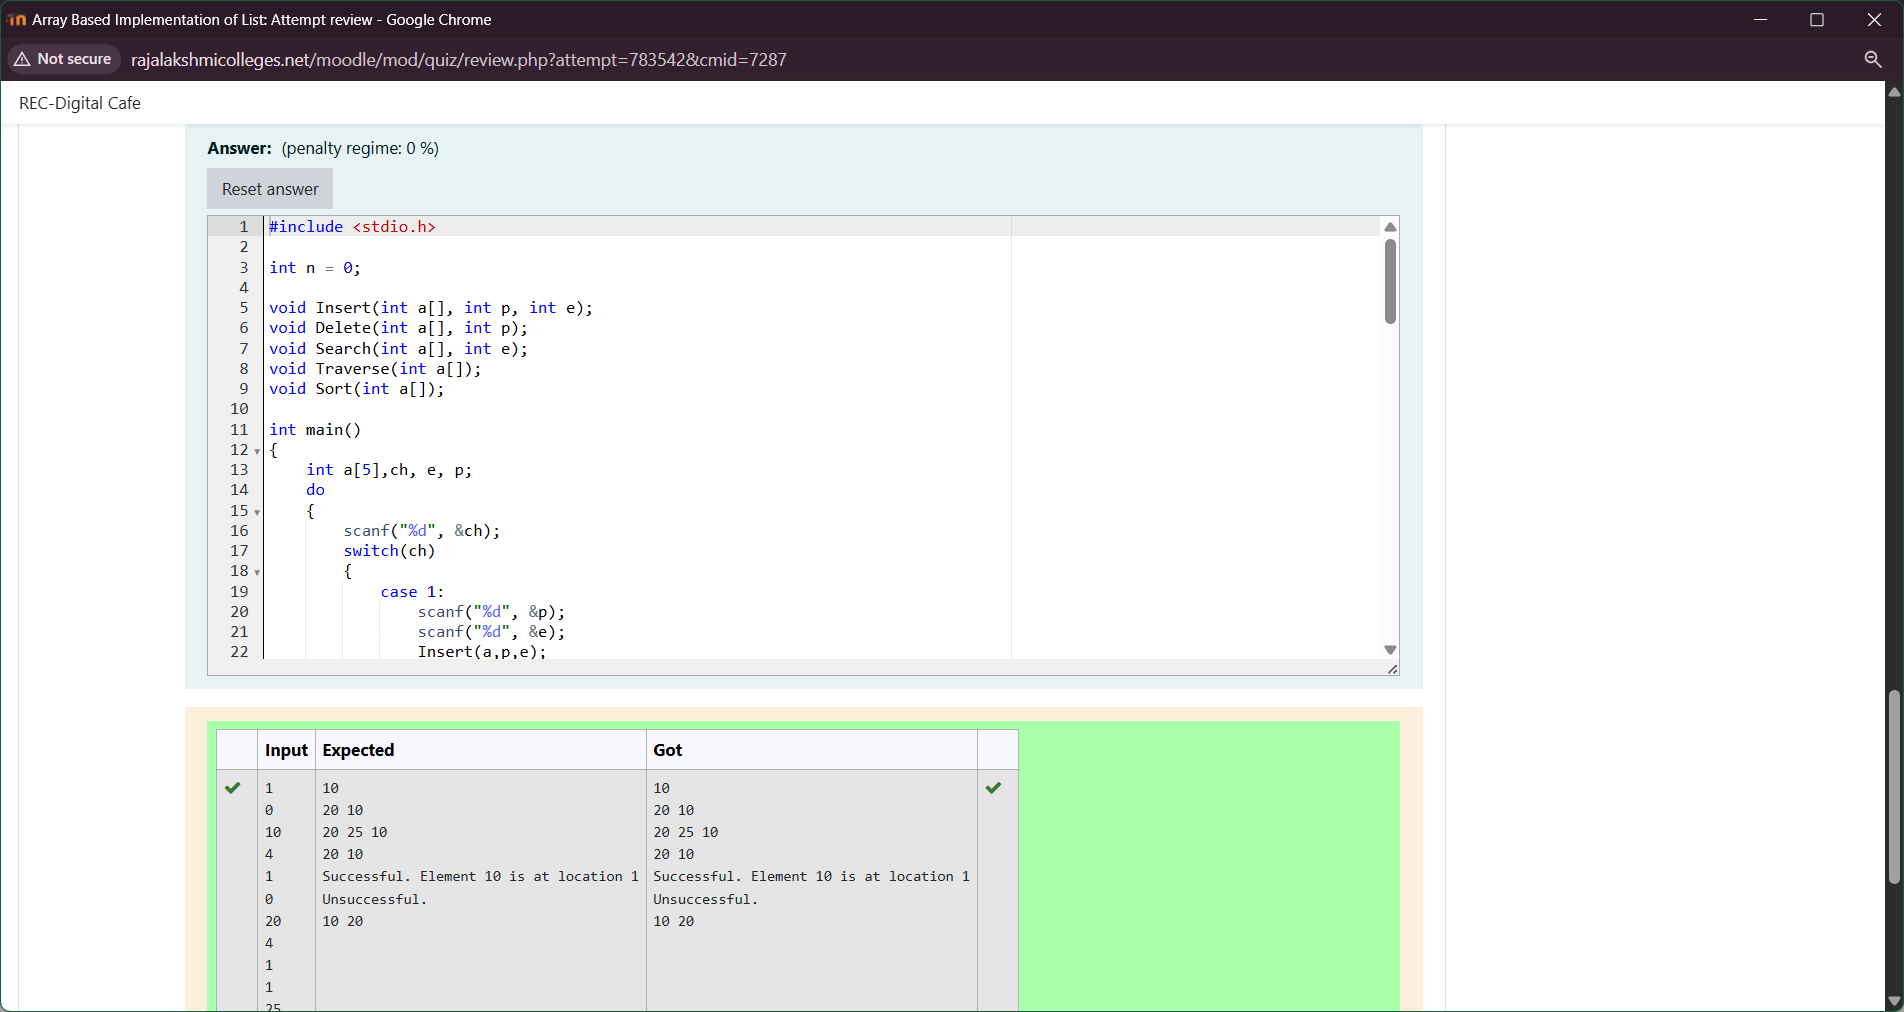 Array Based Implementation of List: Attempt review - Google Chrome
Not secure rajalakshmicolleges.net/moodle/mod/quiz/review.php?attempt=783542&cmid=7287
REC-Digital Cafe
Answer: (penalty regime: 0 %)
Reset answer
1 #include <stdio.h>
2
3 int n = 0;
4
5 void Insert(int a[], int p, int e);
6 void Delete(int a[], int p);
7 void Search(int a[], int e);
8 void Traverse(int a[]);
9 void Sort(int a[]);
10
11 int main()
12 {
13     int a[5],ch, e, p;
14     do
15     {
16         scanf("%d", &ch);
17         switch(ch)
18         {
19             case 1:
20                 scanf("%d", &p);
21                 scanf("%d", &e);
22                 Insert(a,p,e);
Input Expected Got
1 10 10
0 20 10 20 10
10 20 25 10 20 25 10
4 20 10 20 10
1 Successful. Element 10 is at location 1 Successful. Element 10 is at location 1
0 Unsuccessful. Unsuccessful.
20 10 20 10 20
4
1
1
25